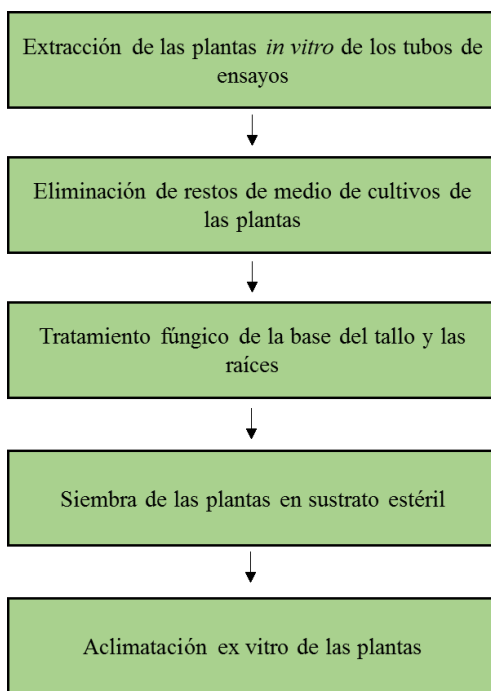 Extracción de las plantas in vitro de los tubos de
ensayos
Eliminación de restos de medio de cultivos de
las plantas
Tratamiento fúngico de la base del tallo y las
raíces
Siembra de las plantas en sustrato estéril
Aclimatación ex vitro de las plantas